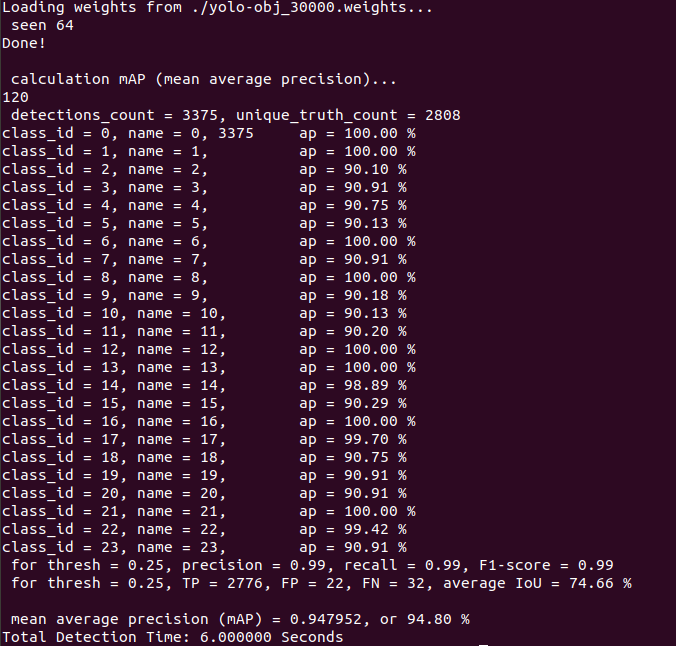 Loading weights from ./yolo-obj_30000.weights...
 seen 64
Done!
 calculation mAP (mean average precision)...
120
 detections_count = 3375, unique_truth_count = 2808
class_id = 0, name = 0, 3375     ap = 100.00 %
class_id = 1, name = 1,          ap = 100.00 %
class_id = 2, name = 2,          ap = 90.10 %
class_id = 3, name = 3,          ap = 90.91 %
class_id = 4, name = 4,          ap = 90.75 %
class_id = 5, name = 5,          ap = 90.13 %
class_id = 6, name = 6,          ap = 100.00 %
class_id = 7, name = 7,          ap = 90.91 %
class_id = 8, name = 8,          ap = 100.00 %
class_id = 9, name = 9,          ap = 90.18 %
class_id = 10, name = 10,        ap = 90.13 %
class_id = 11, name = 11,        ap = 90.20 %
class_id = 12, name = 12,        ap = 100.00 %
class_id = 13, name = 13,        ap = 100.00 %
class_id = 14, name = 14,        ap = 98.89 %
class_id = 15, name = 15,        ap = 90.29 %
class_id = 16, name = 16,        ap = 100.00 %
class_id = 17, name = 17,        ap = 99.70 %
class_id = 18, name = 18,        ap = 90.75 %
class_id = 19, name = 19,        ap = 90.91 %
class_id = 20, name = 20,        ap = 90.91 %
class_id = 21, name = 21,        ap = 100.00 %
class_id = 22, name = 22,        ap = 99.42 %
class_id = 23, name = 23,        ap = 90.91 %
 for thresh = 0.25, precision = 0.99, recall = 0.99, F1-score = 0.99
 for thresh = 0.25, TP = 2776, FP = 22, FN = 32, average IoU = 74.66 %
 mean average precision (mAP) = 0.947952, or 94.80 %
Total Detection Time: 6.000000 Seconds